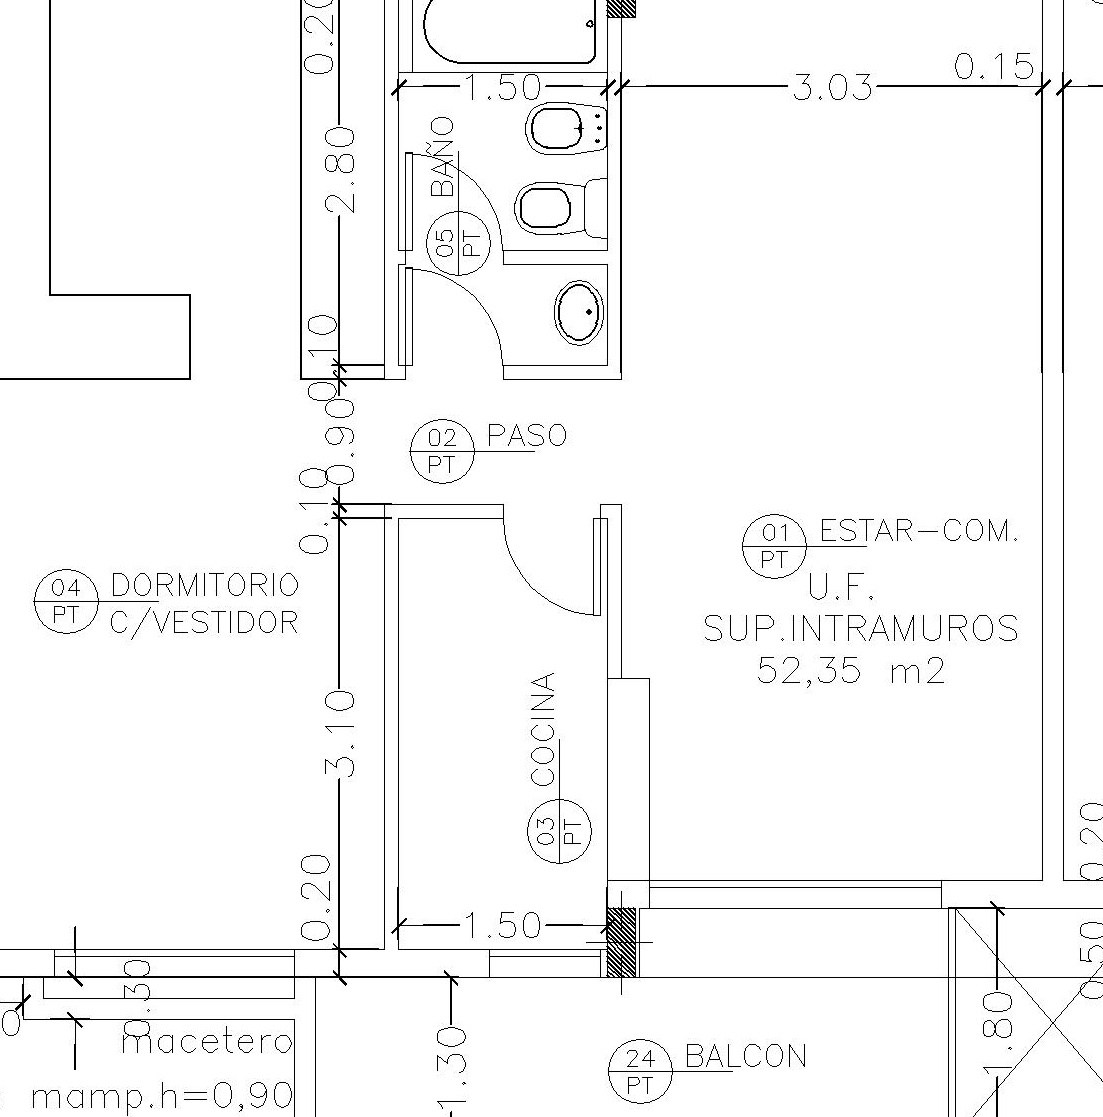 0.20
0.15
1.50
3.03
BAÑO
2.80
05
PT
0.10
0.90
02
PT
PASO
0.10
01
PT
ESTAR-COM.
U.F.
SUP.INTRAMUROS
52,35 m2
04
PT
DORMITORIO
C/VESTIDOR
COCINA
3.10
03
PT
0.20
0.20
1.50
0.50
0.30
macetero
1.80
1.30
24
PT
BALCON
mamp.h=0,90